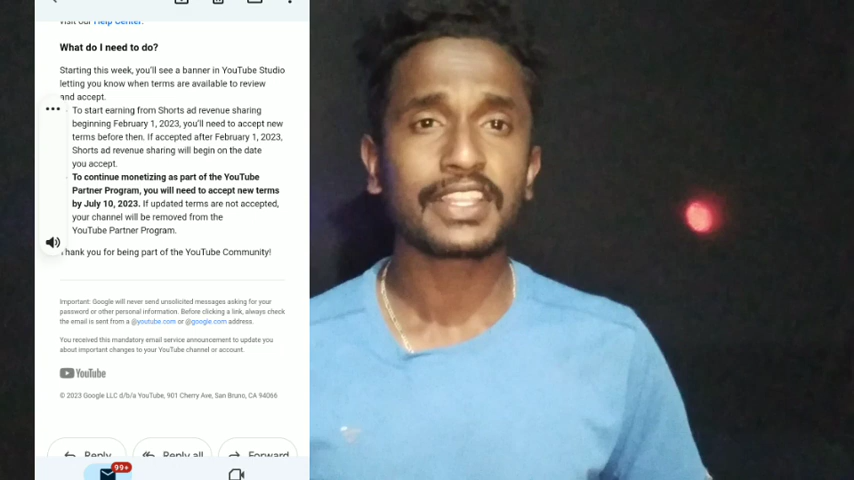 visit our Help Center.
What do I need to do?
Starting this week, you'll see a banner in YouTube Studio
letting you know when terms are available to review
and accept.
To start earning from Shorts ad revenue sharing
beginning February 1, 2023, you'll need to accept new
terms before then. If accepted after February 1, 2023,
Shorts ad revenue sharing will begin on the date
you accept.
To continue monetizing as part of the YouTube
Partner Program, you will need to accept new terms
by July 10, 2023. If updated terms are not accepted,
your channel will be removed from the
YouTube Partner Program.
Thank you for being part of the YouTube Community!
Important: Google will never send unsolicited messages asking for your
password or other personal information. Before clicking a link, always check
the email is sent from a @youtube.com or @google.com address.
You received this mandatory email service announcement to update you
about important changes to your YouTube channel or account.
YouTube
© 2023 Google LLC d/b/a YouTube, 901 Cherry Ave, San Bruno, CA 94066
Reply
Reply all
Forward
99+